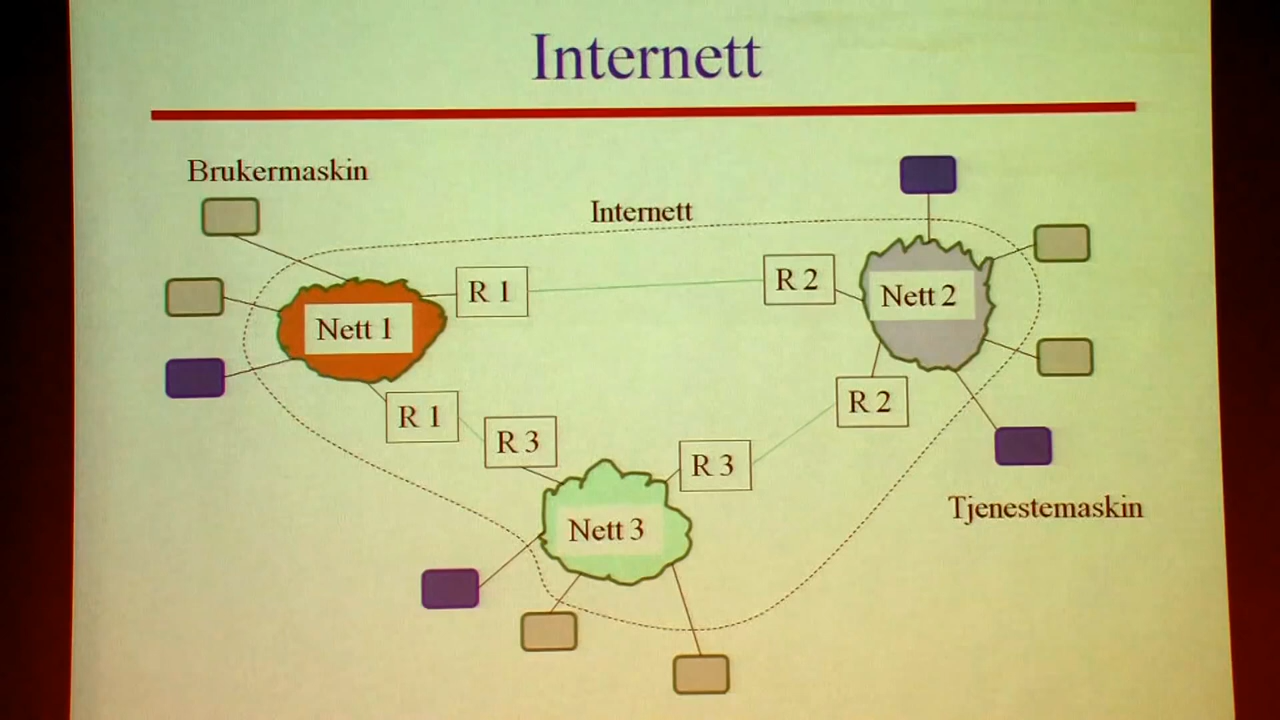 Internett
Brukermaskin
Internett
R 1
R 2
Nett 2
Nett 1
R 1
R 2
R 3
R 3
Nett 3
Tjenestemaskin